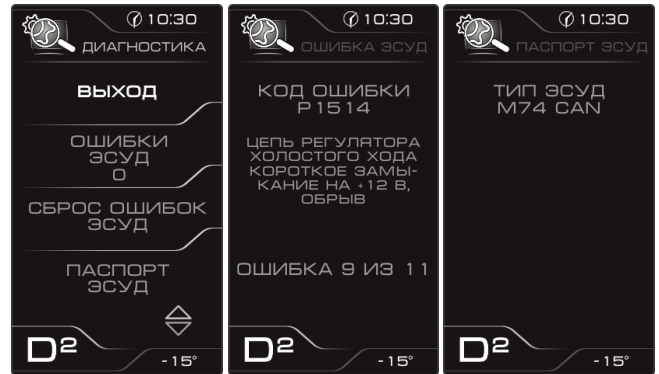 10:30
ДИАГНОСТИКА
ВЫХОД
ОШИБКИ
ЭСУД
0
СБРОС ОШИБОК
ЭСУД
ПАСПОРТ
ЭСУД
D²
-15°
10:30
ОШИБКА ЭСУД
КОД ОШИБКИ
P1514
ЦЕПЬ РЕГУЛЯТОРА
ХОЛОСТОГО ХОДА
КОРОТКОЕ ЗАМЫ-
КАНИЕ НА +12 В,
ОБРЫВ
ОШИБКА 9 ИЗ 11
D²
-15°
10:30
ПАСПОРТ ЭСУД
ТИП ЭСУД
М74 CAN
D²
-15°